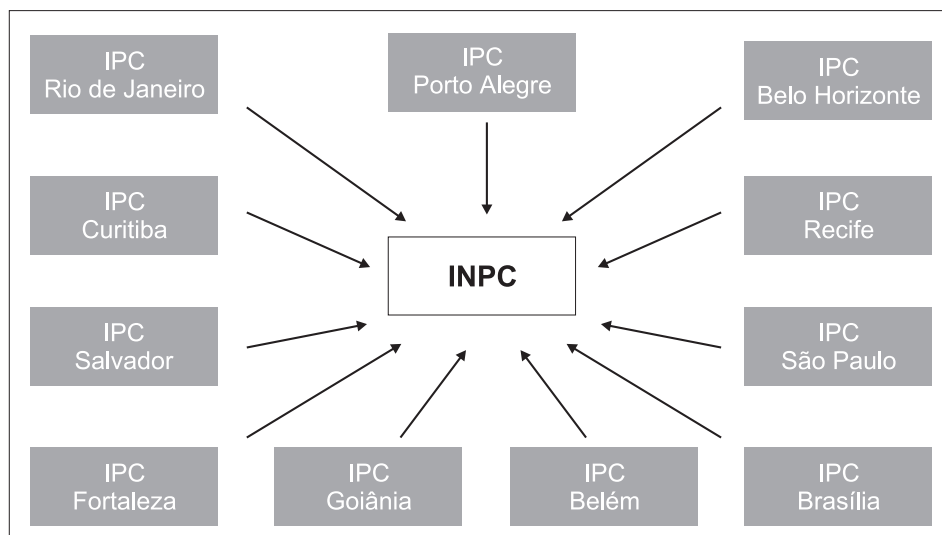 IPC
Rio de Janeiro
IPC
Porto Alegre
IPC
Belo Horizonte
IPC
Curitiba
IPC
Recife
INPC
IPC
Salvador
IPC
São Paulo
IPC
Fortaleza
IPC
Goiânia
IPC
Belém
IPC
Brasília